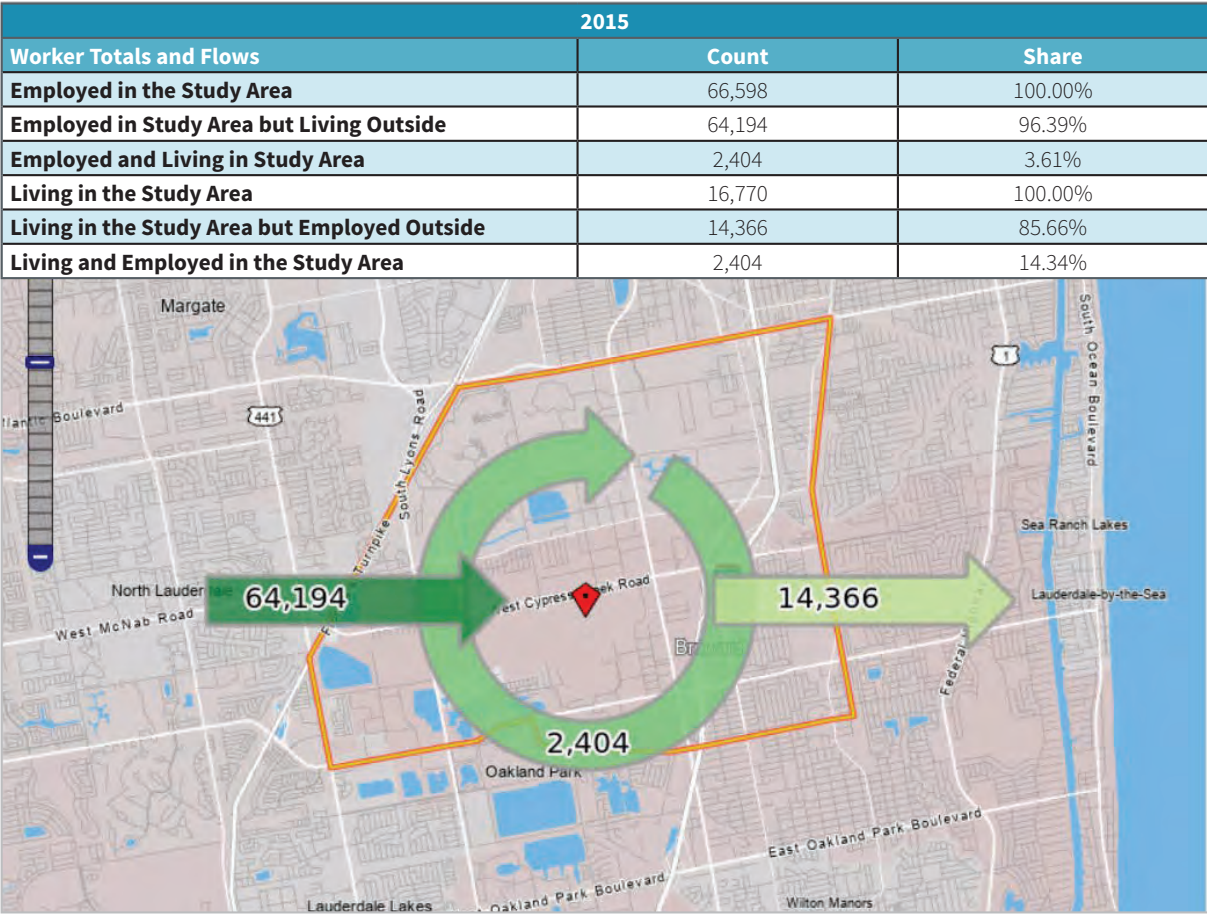 2015
Worker Totals and Flows Count Share
Employed in the Study Area 66,598 100.00%
Employed in Study Area but Living Outside 64,194 96.39%
Employed and Living in Study Area 2,404 3.61%
Living in the Study Area 16,770 100.00%
Living in the Study Area but Employed Outside 14,366 85.66%
Living and Employed in the Study Area 2,404 14.34%
Margate
South Ocean Boulevard
1
Boulevard
441
South Lyons Road
Turnpike
Sea Ranch Lakes
North Lauder
64,194
Road
14,366
Lauderdale-by-the-Sea
West McNab Road
Federal
2,404
Oakland Park
East Oakland Park Boulevard
Oakland Park Boulevard
Lauderdale Lakes
Wilton Manors